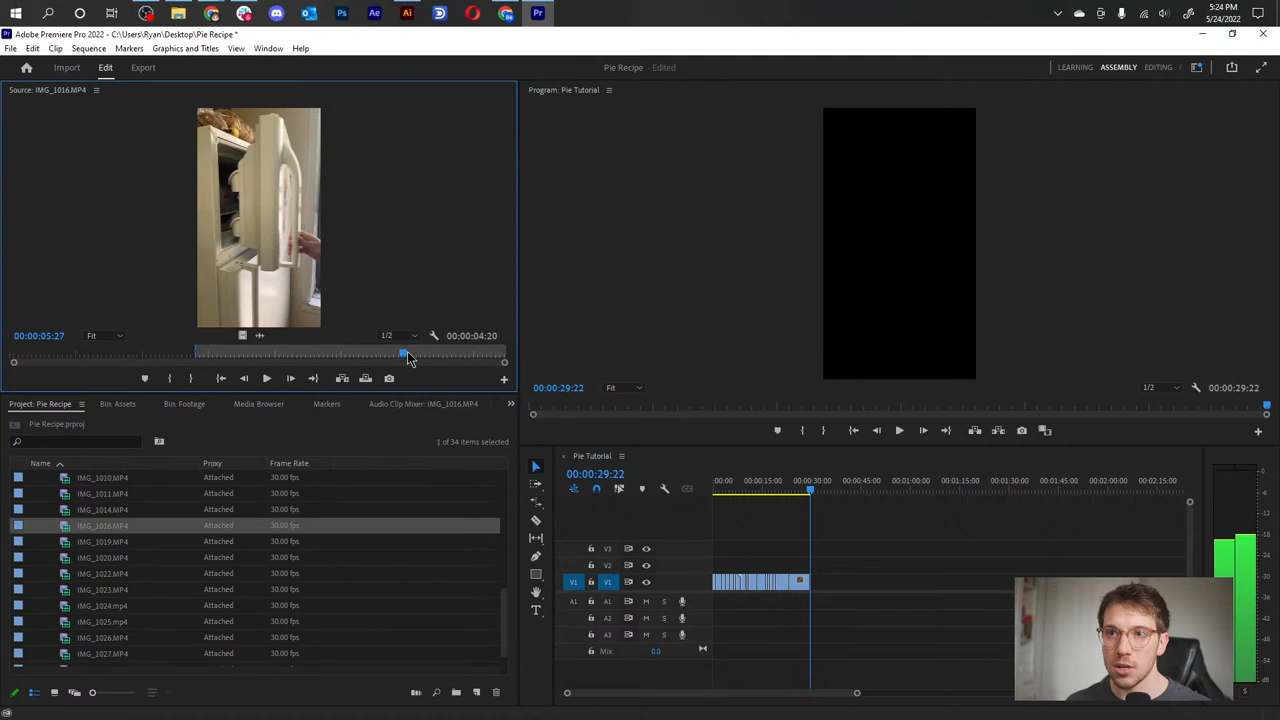 5:24 PM
5/24/2022
Adobe Premiere Pro 2022 - C:\Users\Ryan\Desktop\Pie Recipe *
File Edit Clip Sequence Markers Graphics and Titles View Window Help
Import Edit Export
Pie Recipe - Edited
LEARNING ASSEMBLY EDITING
Source: IMG_1016.MP4
Program: Pie Tutorial
00:00:05:27 Fit 1/2 00:00:04:20
00:00:29:22 Fit 1/2 00:00:29:22
Project: Pie Recipe Bin: Assets Bin: Footage Media Browser Markers Audio Clip Mixer: IMG_1016.MP4
Pie Recipe.prproj
1 of 34 items selected
Name Proxy Frame Rate
IMG_1010.MP4 Attached 30.00 fps
IMG_1011.MP4 Attached 30.00 fps
IMG_1014.MP4 Attached 30.00 fps
IMG_1016.MP4 Attached 30.00 fps
IMG_1019.MP4 Attached 30.00 fps
IMG_1020.MP4 Attached 30.00 fps
IMG_1022.MP4 Attached 30.00 fps
IMG_1023.MP4 Attached 30.00 fps
IMG_1024.mp4 Attached 30.00 fps
IMG_1025.mp4 Attached 30.00 fps
IMG_1026.MP4 Attached 30.00 fps
IMG_1027.MP4 Attached 30.00 fps
Pie Tutorial
00:00:29:22
:00:00 00:00:15:00 00:00:30:00 00:00:45:00 00:01:00:00 00:01:15:00 00:01:30:00 00:01:45:00 00:02:00:00 00:02:15:00
V3
V2
V1 V1
A1 A1 M S
A2 M S
A3 M S
Mix 0.0
0
-6
-12
-18
-24
-30
-36
-42
dB
S